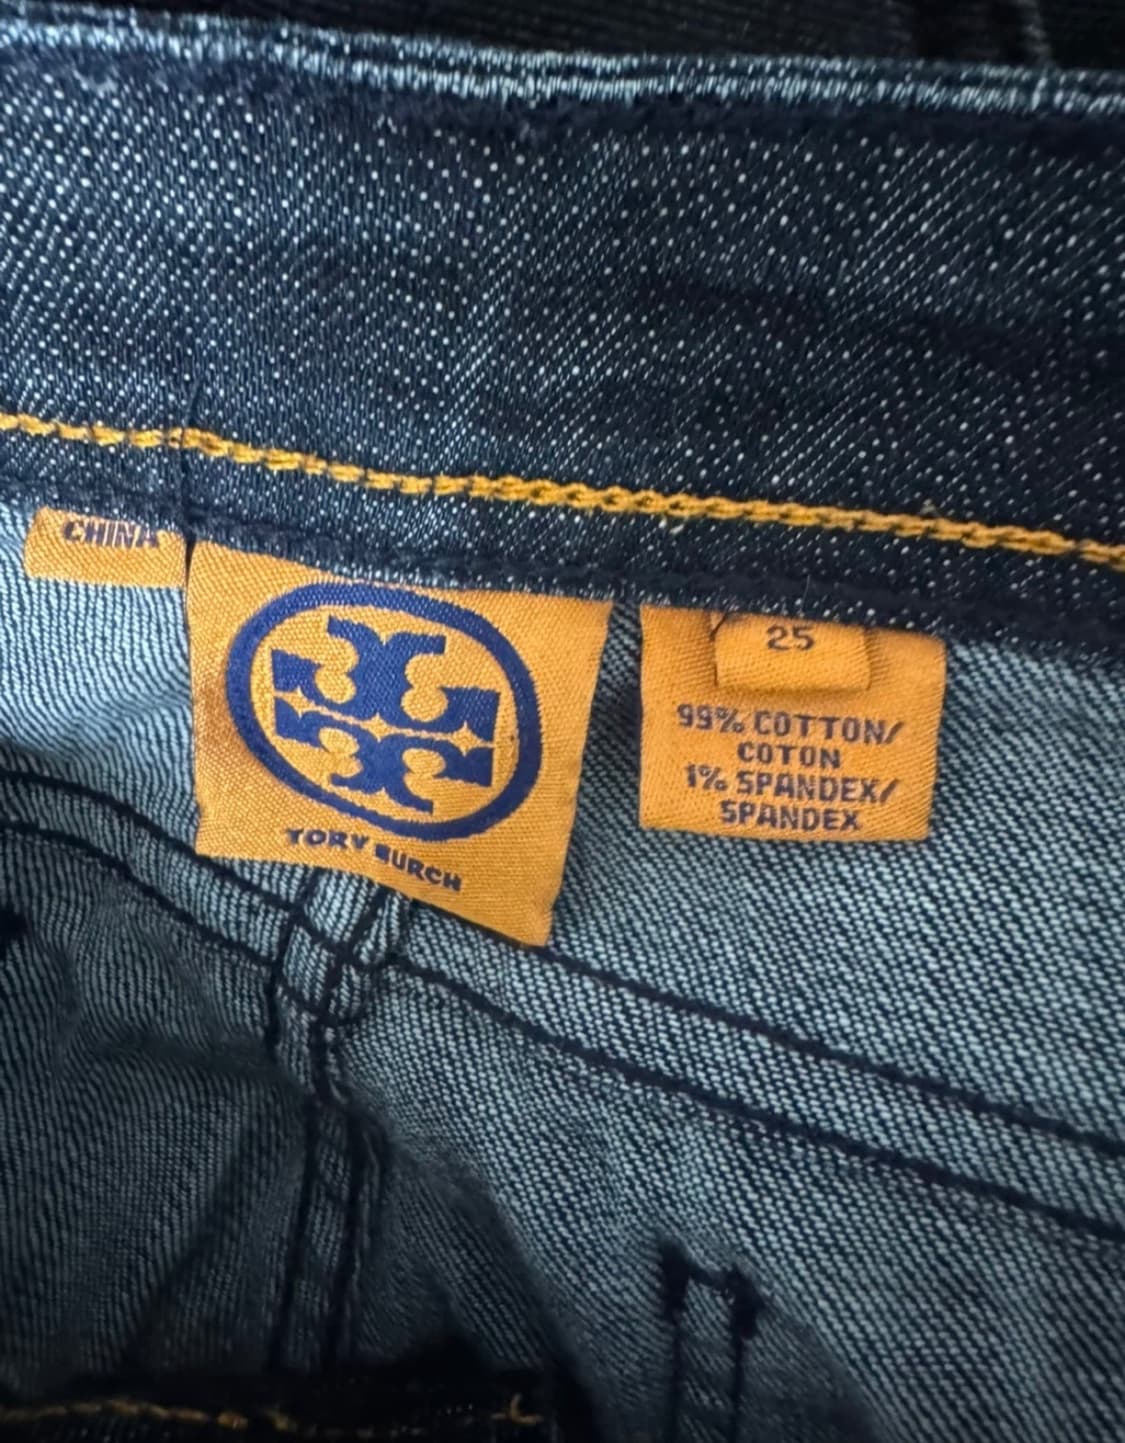 CHINA
TORY BURCH
25
99% COTTON/
COTON
1% SPANDEX/
SPANDEX